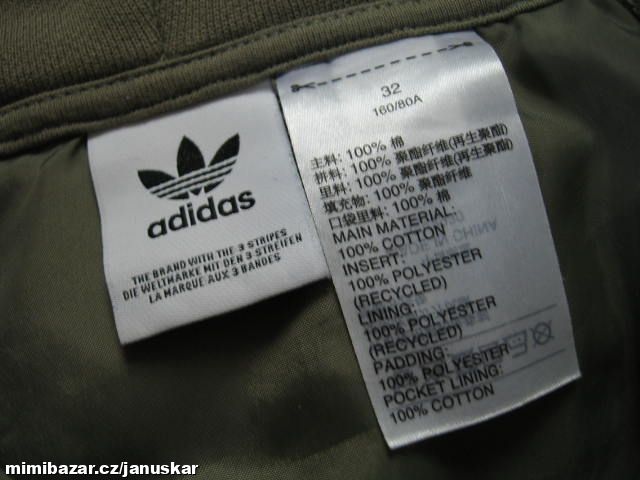 adidas
THE BRAND WITH THE 3 STRIPES
DIE WELTMARKE MIT DEN 3 STREIFEN
LA MARQUE AUX 3 BANDES
32
160/80A
主料: 100% 棉
拼料: 100% 聚酯纤维(再生聚酯)
里料: 100% 聚酯纤维(再生聚酯)
填充物: 100% 聚酯纤维
口袋里料: 100% 棉
MAIN MATERIAL:
100% COTTON
INSERT:
100% POLYESTER
(RECYCLED)
LINING:
100% POLYESTER
(RECYCLED)
PADDING:
100% POLYESTER
POCKET LINING:
100% COTTON
mimibazar.cz/januskar